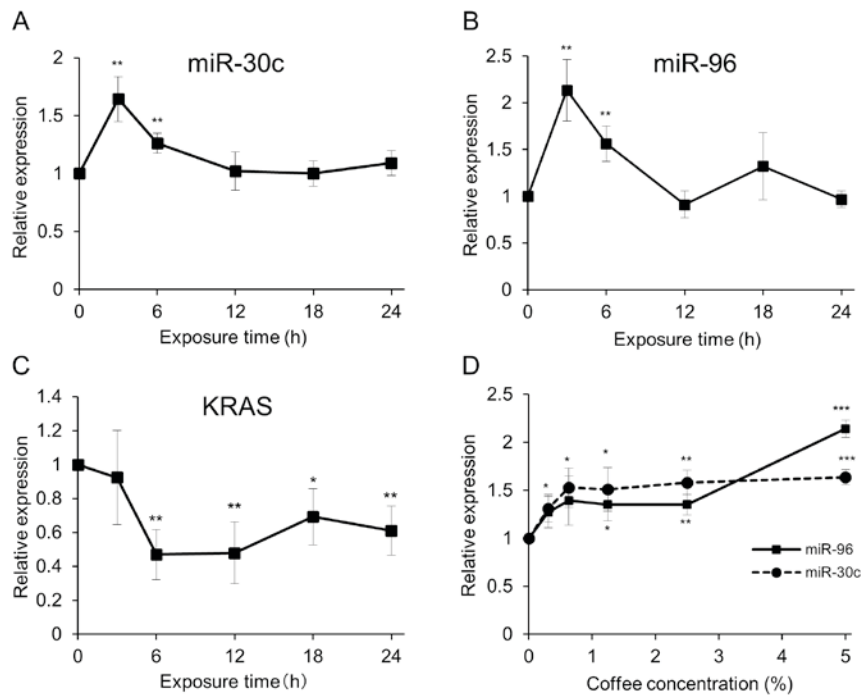 A
miR-30c
2
1.5
1
0.5
0
**
**
Relative expression
0 6 12 18 24
Exposure time (h)
B
miR-96
2.5
2
1.5
1
0.5
0
**
**
Relative expression
0 6 12 18 24
Exposure time (h)
C
KRAS
1.4
1.2
1
0.8
0.6
0.4
0.2
0
** ** * **
Relative expression
0 6 12 18 24
Exposure time (h)
D
2.5
2
1.5
1
0.5
0
***
* * * ** ***
* **
Relative expression
miR-96
miR-30c
0 1 2 3 4 5
Coffee concentration (%)